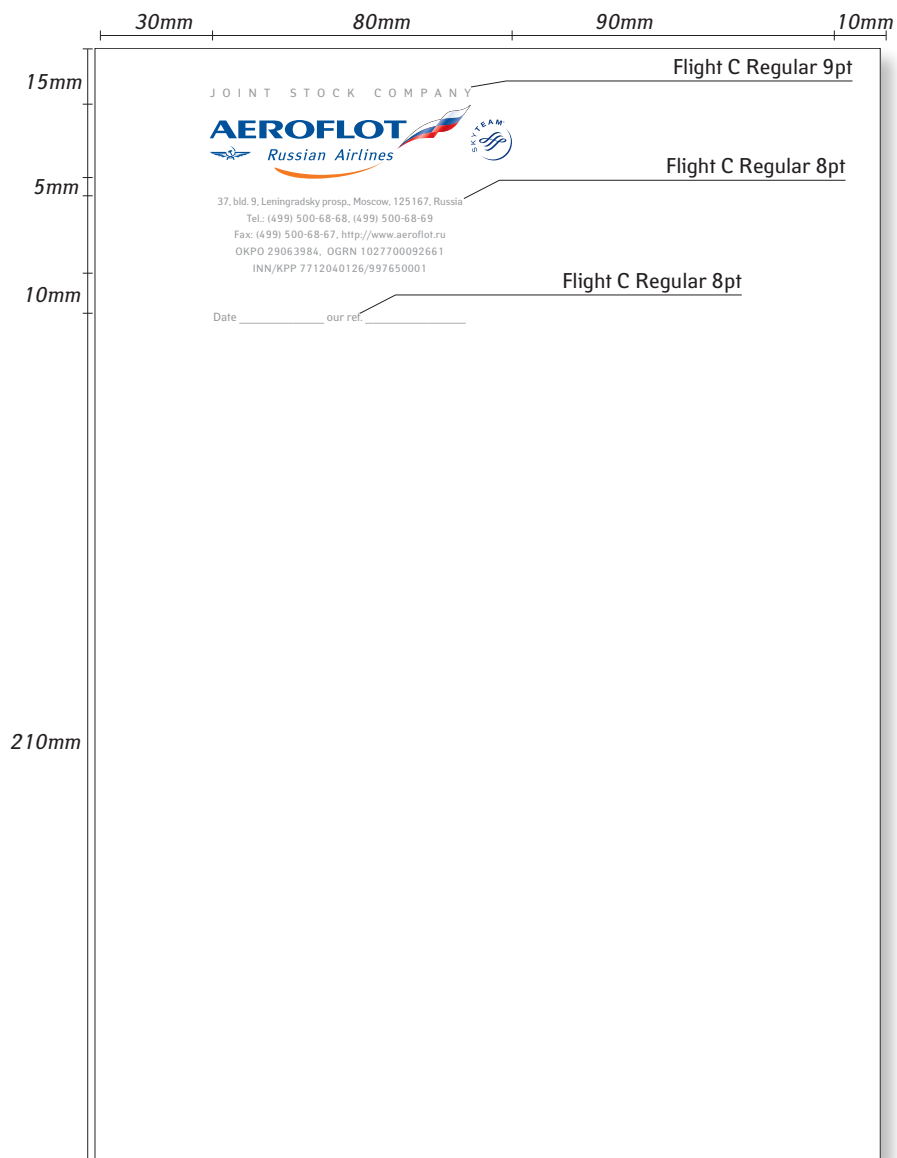 30mm 80mm 90mm 10mm
15mm
Flight C Regular 9pt
JOINT STOCK COMPANY
AEROFLOT
Russian Airlines
SKYTEAM
Flight C Regular 8pt
5mm
37, bld. 9, Leningradsky prosp., Moscow, 125167, Russia
Tel.: (499) 500-68-68, (499) 500-68-69
Fax: (499) 500-68-67, http://www.aeroflot.ru
OKPO 29063984, OGRN 1027700092661
INN/KPP 7712040126/997650001
Flight C Regular 8pt
10mm
Date ______________ our ref. _________________
210mm